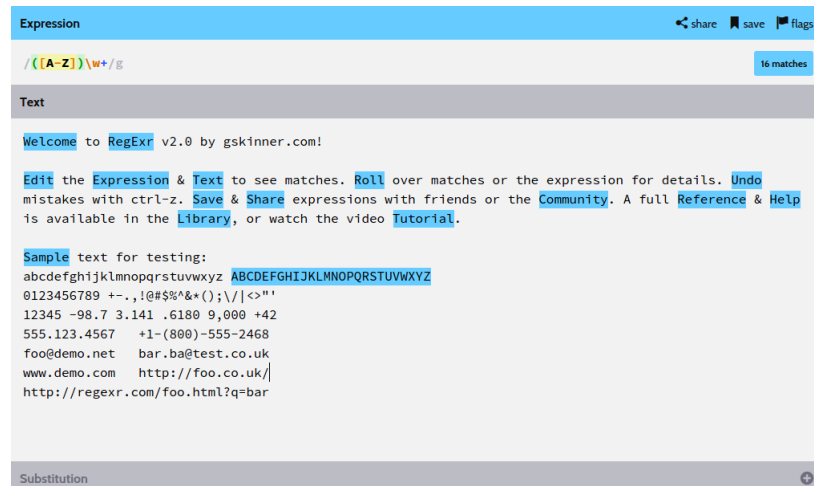 Expression share save flags
/([A-Z])\w+/g 16 matches
Text
Welcome to RegExr v2.0 by gskinner.com!
Edit the Expression & Text to see matches. Roll over matches or the expression for details. Undo
mistakes with ctrl-z. Save & Share expressions with friends or the Community. A full Reference & Help
is available in the Library, or watch the video Tutorial.
Sample text for testing:
abcdefghijklmnopqrstuvwxyz ABCDEFGHIJKLMNOPQRSTUVWXYZ
0123456789 +-.,!@#$%^&*();\/|<>"'
12345 -98.7 3.141 .6180 9,000 +42
555.123.4567 +1-(800)-555-2468
foo@demo.net bar.ba@test.co.uk
www.demo.com http://foo.co.uk/
http://regexr.com/foo.html?q=bar
Substitution